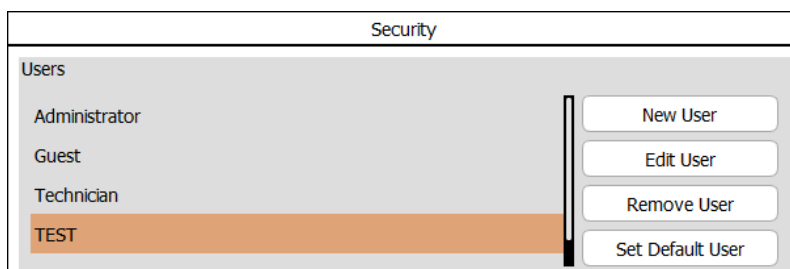 Security
Users
Administrator
Guest
Technician
TEST
New User
Edit User
Remove User
Set Default User